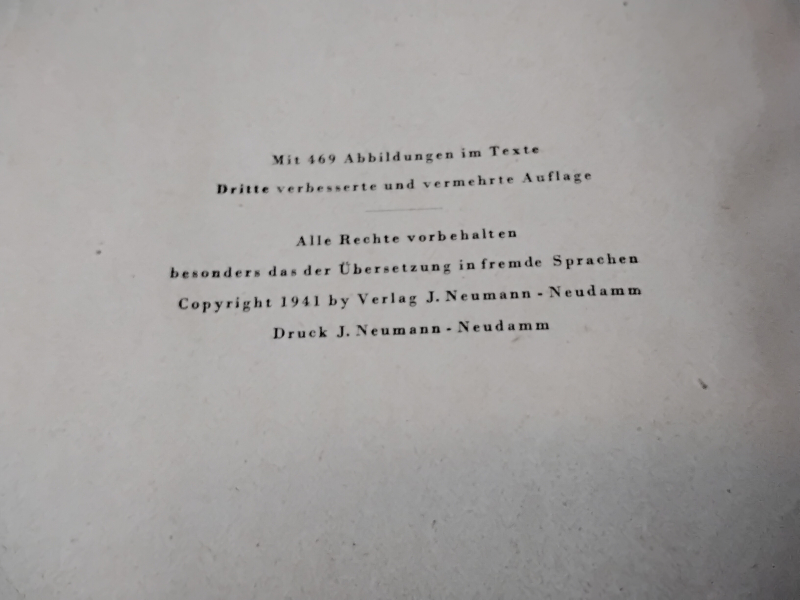 Mit 469 Abbildungen im Texte
Dritte verbesserte und vermehrte Auflage
Alle Rechte vorbehalten
besonders das der Übersetzung in fremde Sprachen
Copyright 1941 by Verlag J. Neumann - Neudamm
Druck J. Neumann - Neudamm